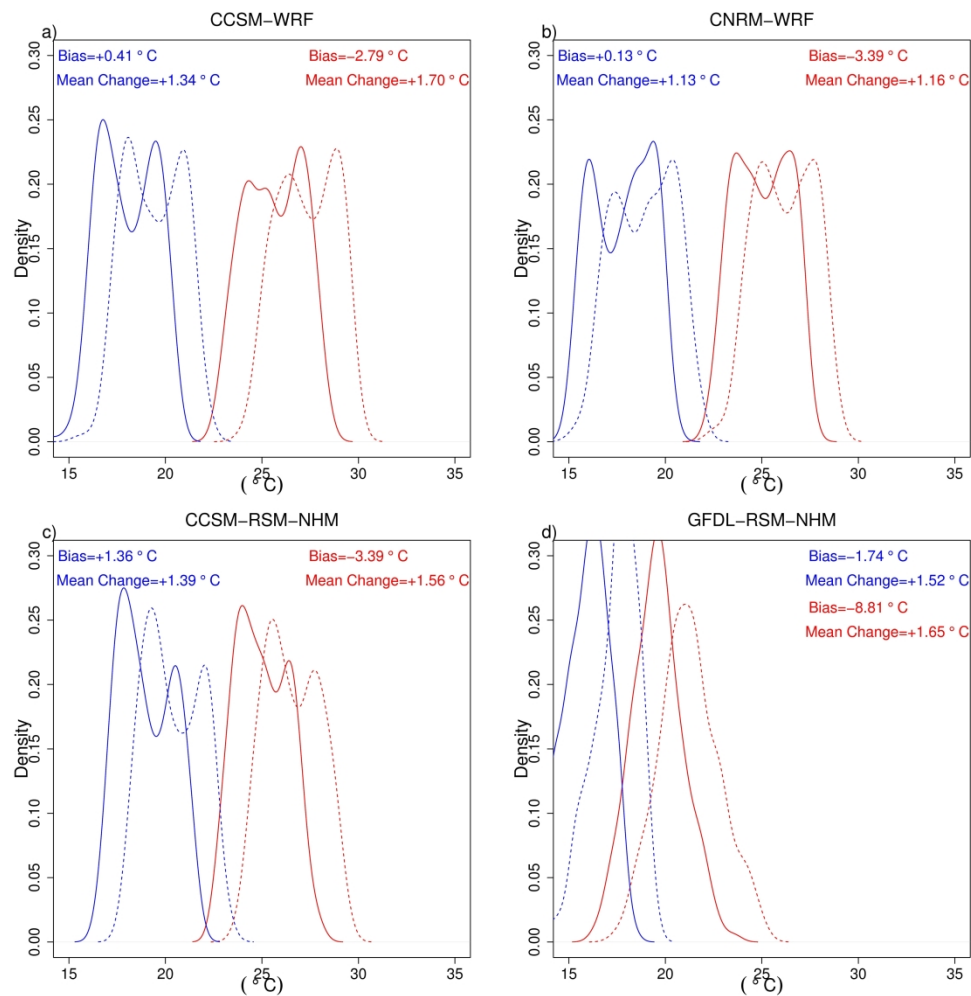 CCSM−WRF
a)
Bias=+0.41 ° C
Bias=−2.79 ° C
Mean Change=+1.34 ° C
Mean Change=+1.70 ° C
Density
0.30
0.25
0.20
0.15
0.10
0.05
0.00
15 20 25 30 35
( ° C)
CNRM−WRF
b)
Bias=+0.13 ° C
Bias=−3.39 ° C
Mean Change=+1.13 ° C
Mean Change=+1.16 ° C
Density
0.30
0.25
0.20
0.15
0.10
0.05
0.00
15 20 25 30 35
( ° C)
CCSM−RSM−NHM
c)
Bias=+1.36 ° C
Bias=−3.39 ° C
Mean Change=+1.39 ° C
Mean Change=+1.56 ° C
Density
0.30
0.25
0.20
0.15
0.10
0.05
0.00
15 20 25 30 35
( ° C)
GFDL−RSM−NHM
d)
Bias=−1.74 ° C
Mean Change=+1.52 ° C
Bias=−8.81 ° C
Mean Change=+1.65 ° C
Density
0.30
0.25
0.20
0.15
0.10
0.05
0.00
15 20 25 30 35
( ° C)